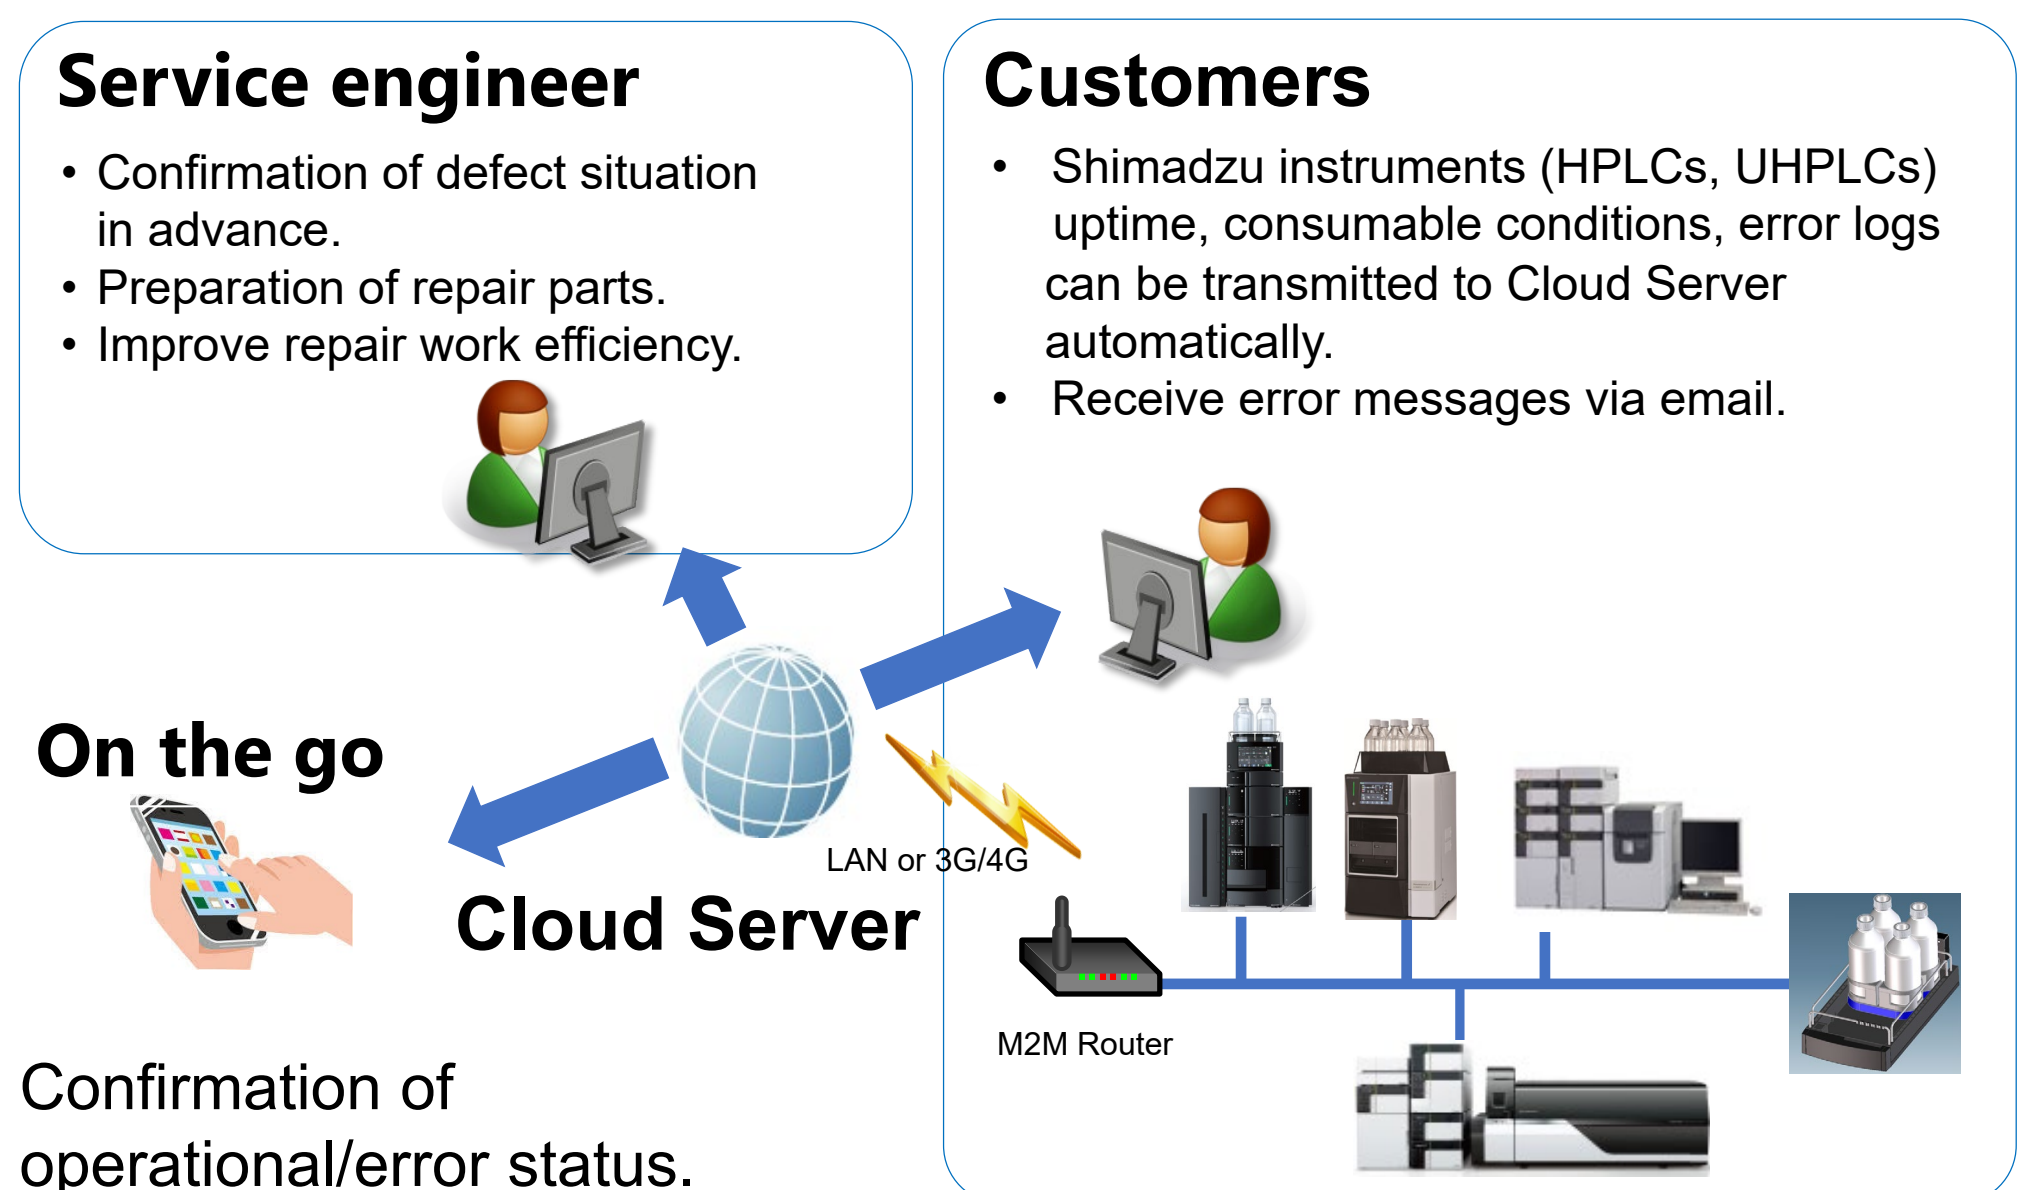 Service engineer
• Confirmation of defect situation
in advance.
• Preparation of repair parts.
• Improve repair work efficiency.
Customers
• Shimadzu instruments (HPLCs, UHPLCs)
uptime, consumable conditions, error logs
can be transmitted to Cloud Server
automatically.
• Receive error messages via email.
On the go
LAN or 3G/4G
Cloud Server
M2M Router
Confirmation of
operational/error status.